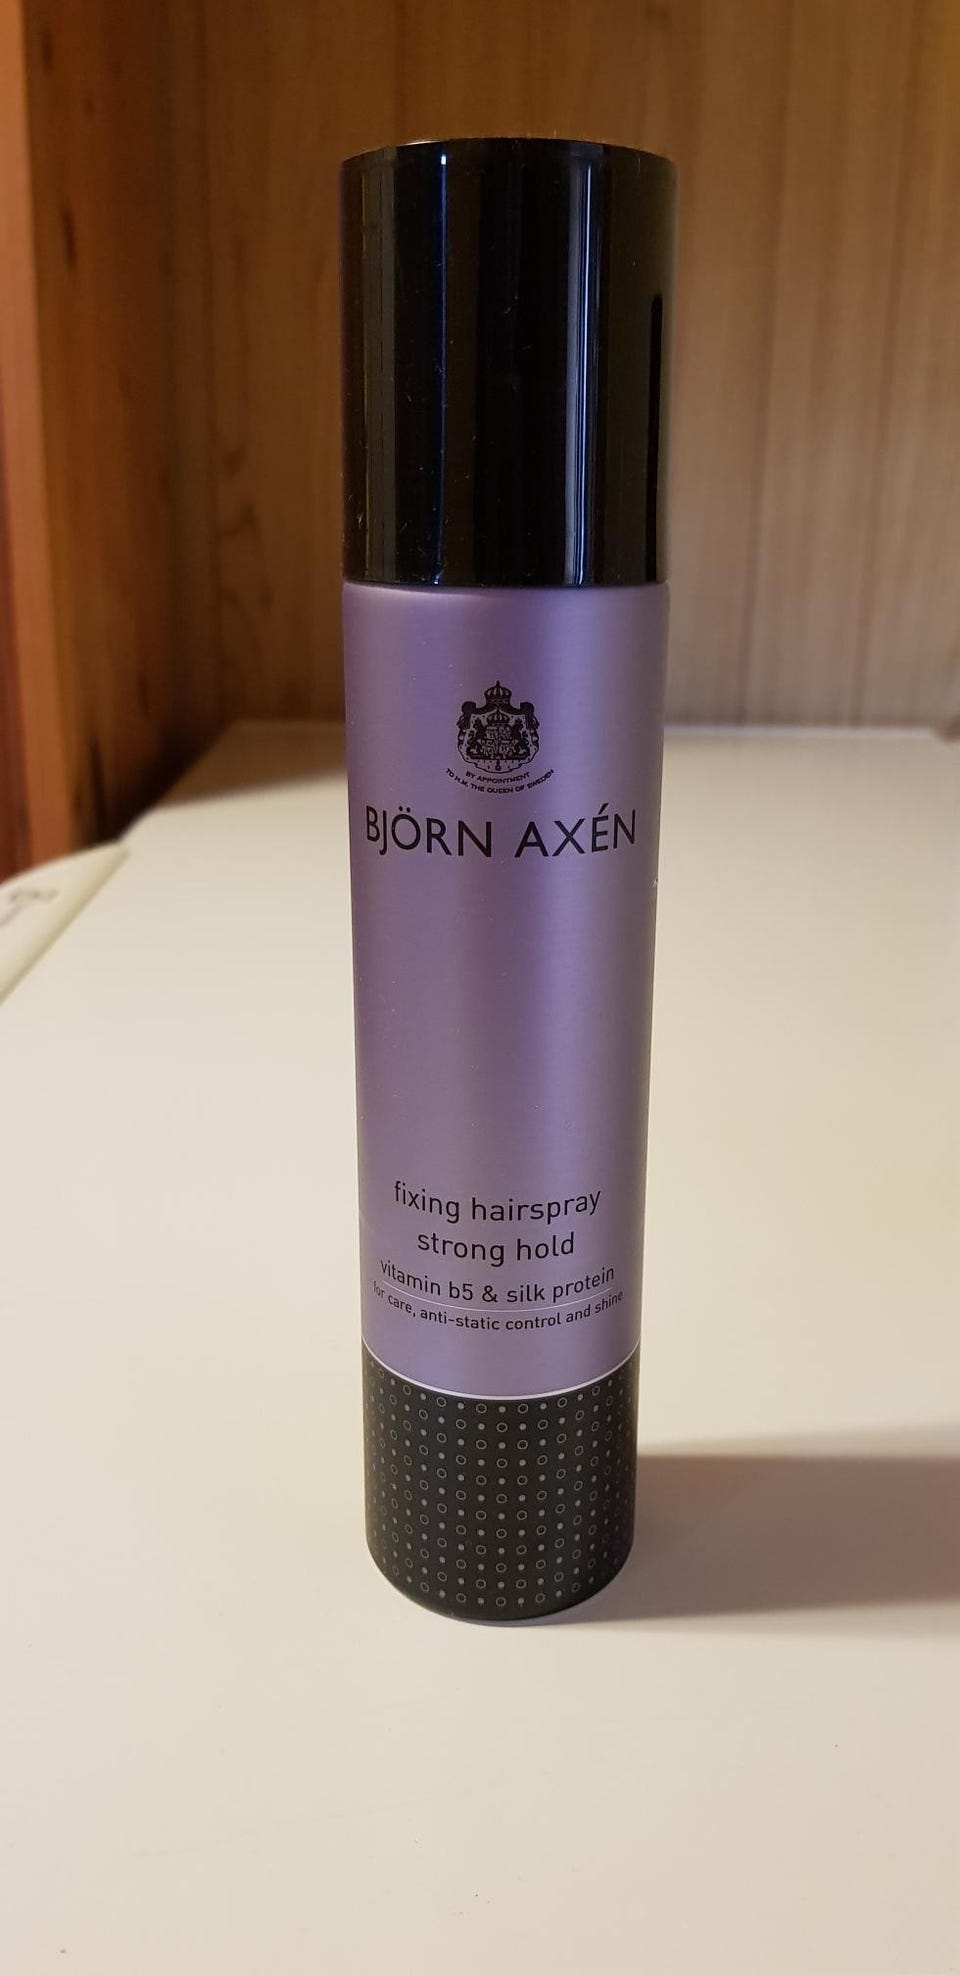 BY APPOINTMENT
TO H.M. THE QUEEN OF SWEDEN
BJÖRN AXÉN
fixing hairspray
strong hold
vitamin b5 & silk protein
for care, anti-static control and shine